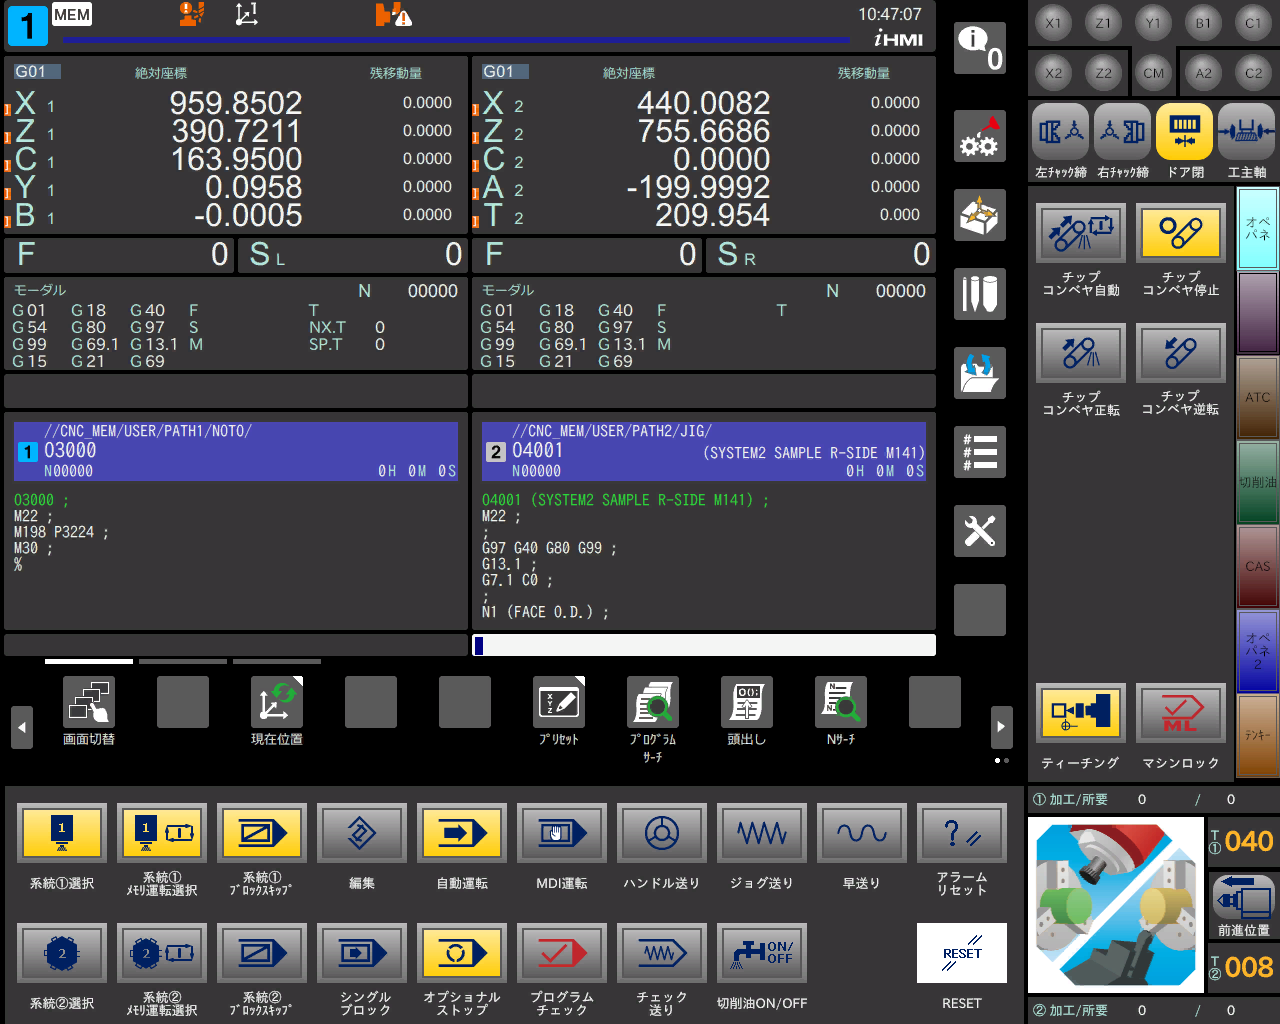 1 MEM
10:47:07
iHMI
G01 絶対座標 残移動量
X 1 959.8502 0.0000
Z 1 390.7211 0.0000
C 1 163.9500 0.0000
Y 1 0.0958 0.0000
B 1 -0.0005 0.0000
F 0 S L 0
G01 絶対座標 残移動量
X 2 440.0082 0.0000
Z 2 755.6686 0.0000
C 2 0.0000 0.0000
A 2 -199.9992 0.0000
T 2 209.954 0.000
F 0 S R 0
モーダル N 00000
G01 G18 G40 F T
G54 G80 G97 S NX.T 0
G99 G69.1 G13.1 M SP.T 0
G15 G21 G69
モーダル N 00000
G01 G18 G40 F T
G54 G80 G97 S
G99 G69.1 G13.1 M
G15 G21 G69
//CNC_MEM/USER/PATH1/NOTO/
1 O3000
N00000 0H 0M 0S
O3000 ;
M22 ;
M198 P3224 ;
M30 ;
%
//CNC_MEM/USER/PATH2/JIG/
2 O4001 (SYSTEM2 SAMPLE R-SIDE M141)
N00000 0H 0M 0S
O4001 (SYSTEM2 SAMPLE R-SIDE M141) ;
M22 ;
;
G97 G40 G80 G99 ;
G13.1 ;
G7.1 C0 ;
;
N1 (FACE O.D.) ;
i 0
画面切替
現在位置
プリセット
プログラム
サーチ
O():
頭出し
Nサーチ
1
系統①選択
1
系統①
メモリ運転選択
系統①
ブロックスキップ
編集
自動運転
MDI運転
ハンドル送り
ジョグ送り
早送り
?
アラーム
リセット
2
系統②選択
2
系統②
メモリ運転選択
系統②
ブロックスキップ
シングル
ブロック
オプショナル
ストップ
プログラム
チェック
チェック
送り
ON/
OFF
切削油ON/OFF
RESET
RESET
X1 Z1 Y1 B1 C1
X2 Z2 CM A2 C2
左チャック締 右チャック締 ドア閉 工主軸
チップ
コンベヤ自動
チップ
コンベヤ停止
チップ
コンベヤ正転
チップ
コンベヤ逆転
ティーチング
ML
マシンロック
オペ
パネ
ATC
切削油
CAS
オペ
パネ
2
テンキー
① 加工/所要 0 / 0
T① 040
前進位置
T② 008
② 加工/所要 0 / 0